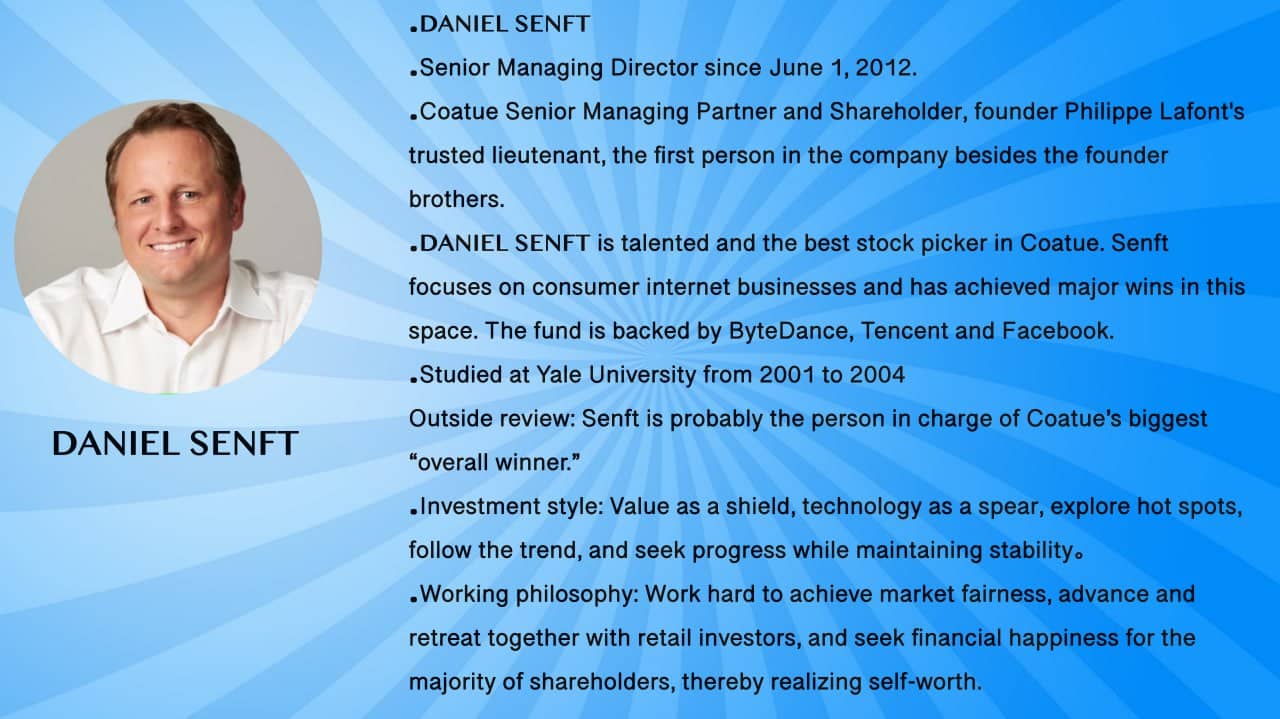 .DANIEL SENFT
.Senior Managing Director since June 1, 2012.
.Coatue Senior Managing Partner and Shareholder, founder Philippe Lafont's
trusted lieutenant, the first person in the company besides the founder
brothers.
.DANIEL SENFT is talented and the best stock picker in Coatue. Senft
focuses on consumer internet businesses and has achieved major wins in this
space. The fund is backed by ByteDance, Tencent and Facebook.
.Studied at Yale University from 2001 to 2004
Outside review: Senft is probably the person in charge of Coatue’s biggest
“overall winner.”
.Investment style: Value as a shield, technology as a spear, explore hot spots,
follow the trend, and seek progress while maintaining stability。
.Working philosophy: Work hard to achieve market fairness, advance and
retreat together with retail investors, and seek financial happiness for the
majority of shareholders, thereby realizing self-worth.
DANIEL SENFT